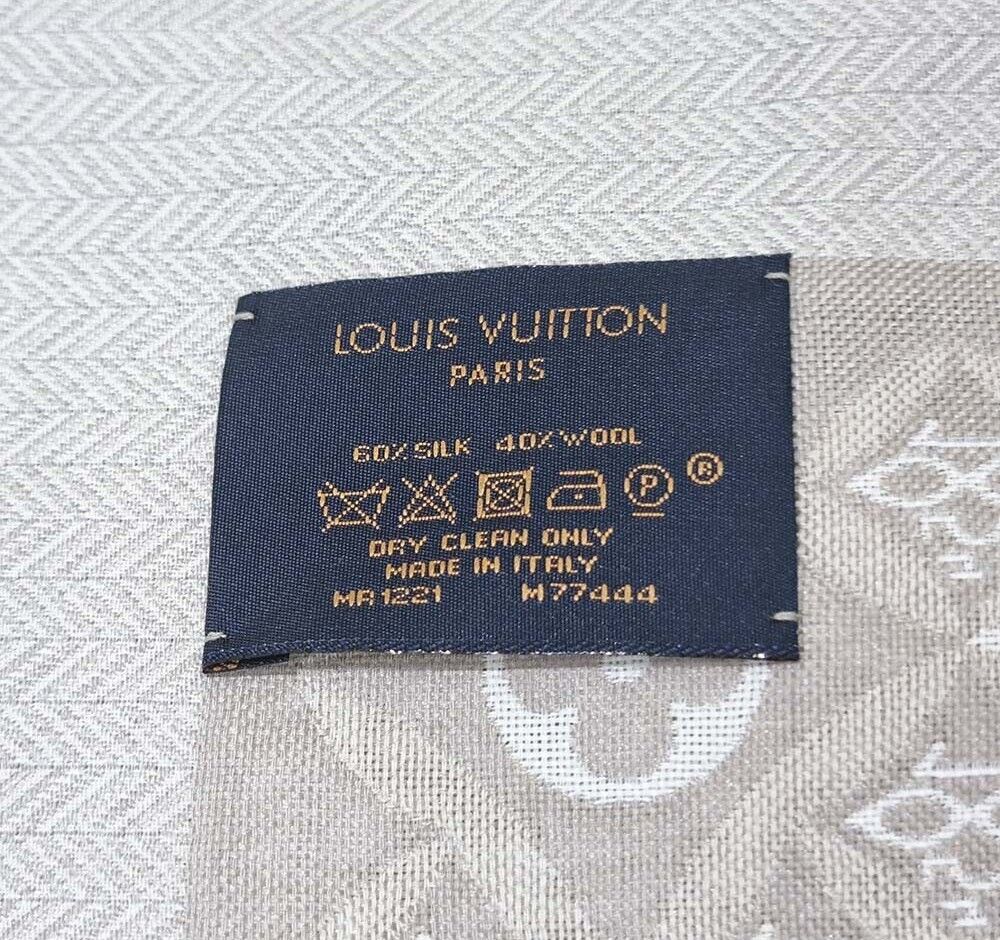 LOUIS VUITTON
PARIS
60% SILK 40% WOOL
P ®
DRY CLEAN ONLY
MADE IN ITALY
MA1221 M77444